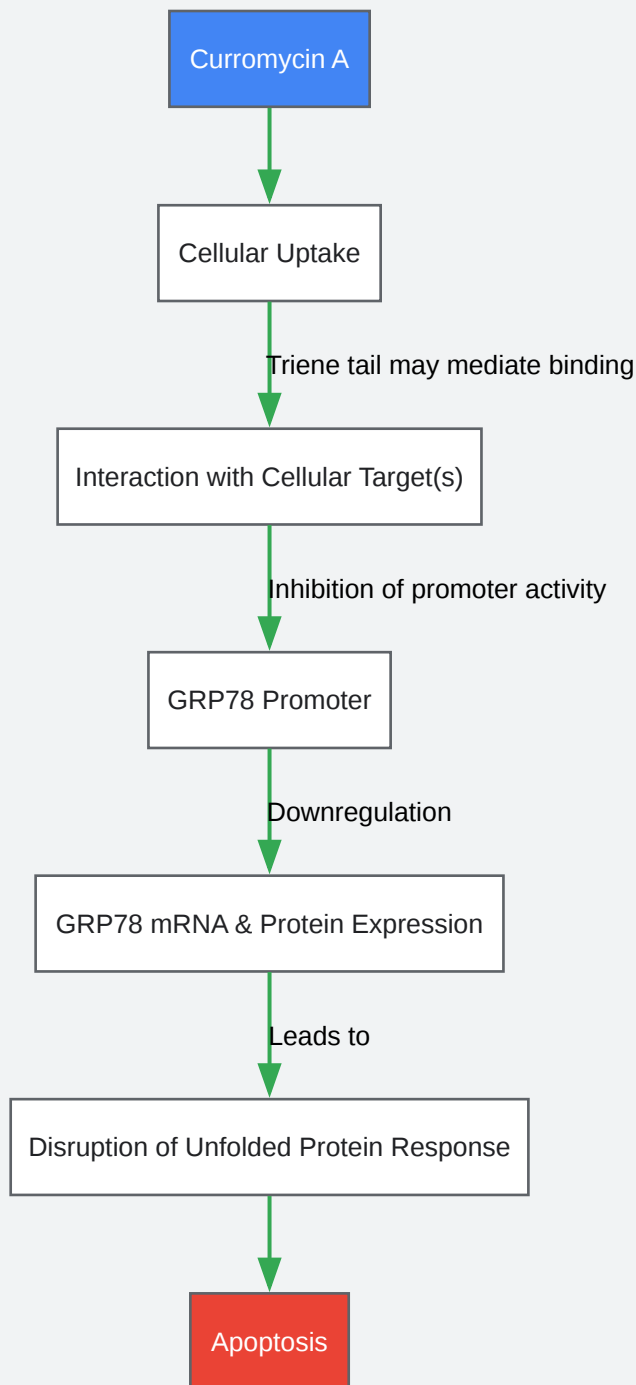 Curromycin A
Cellular Uptake
Triene tail may mediate binding
Interaction with Cellular Target(s)
Inhibition of promoter activity
GRP78 Promoter
Downregulation
GRP78 mRNA & Protein Expression
Leads to
Disruption of Unfolded Protein Response
Apoptosis